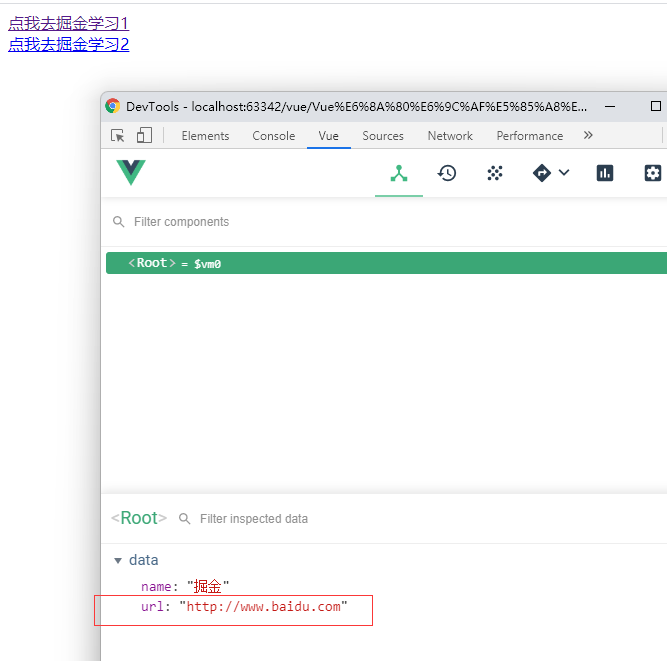 点我去掘金学习1
点我去掘金学习2
DevTools - localhost:63342/vue/Vue%E6%8A%80%E6%9C%AF%E5%85%A8%E...
Elements Console Vue Sources Network Performance »
Filter components
<Root> = $vm0
<Root> Filter inspected data
data
name: "掘金"
url: "http://www.baidu.com"